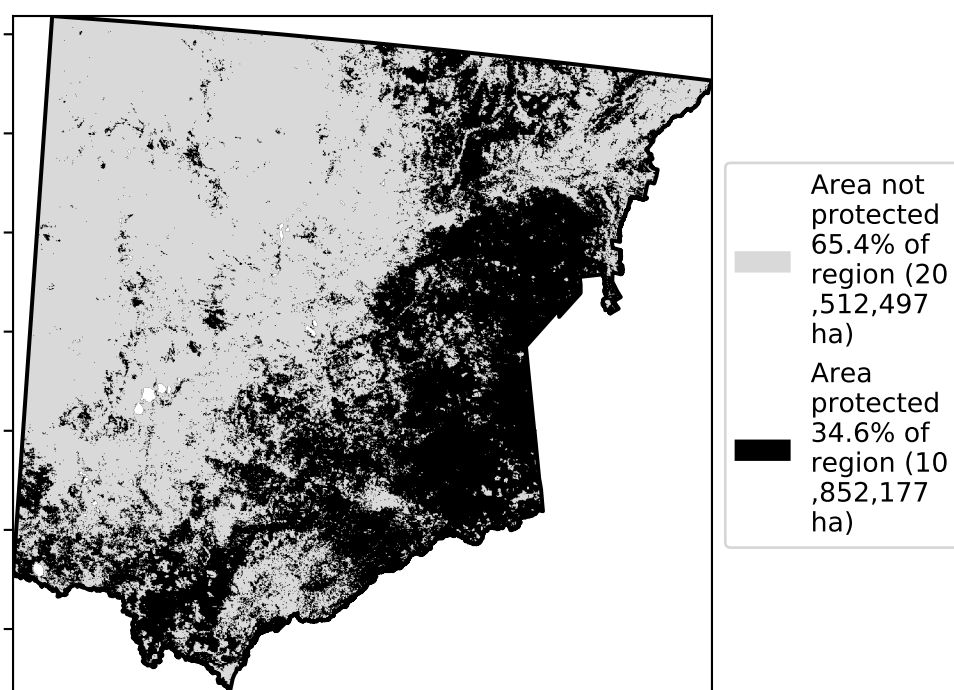 Area not
protected
65.4% of
region (20
,512,497
ha)
Area
protected
34.6% of
region (10
,852,177
ha)